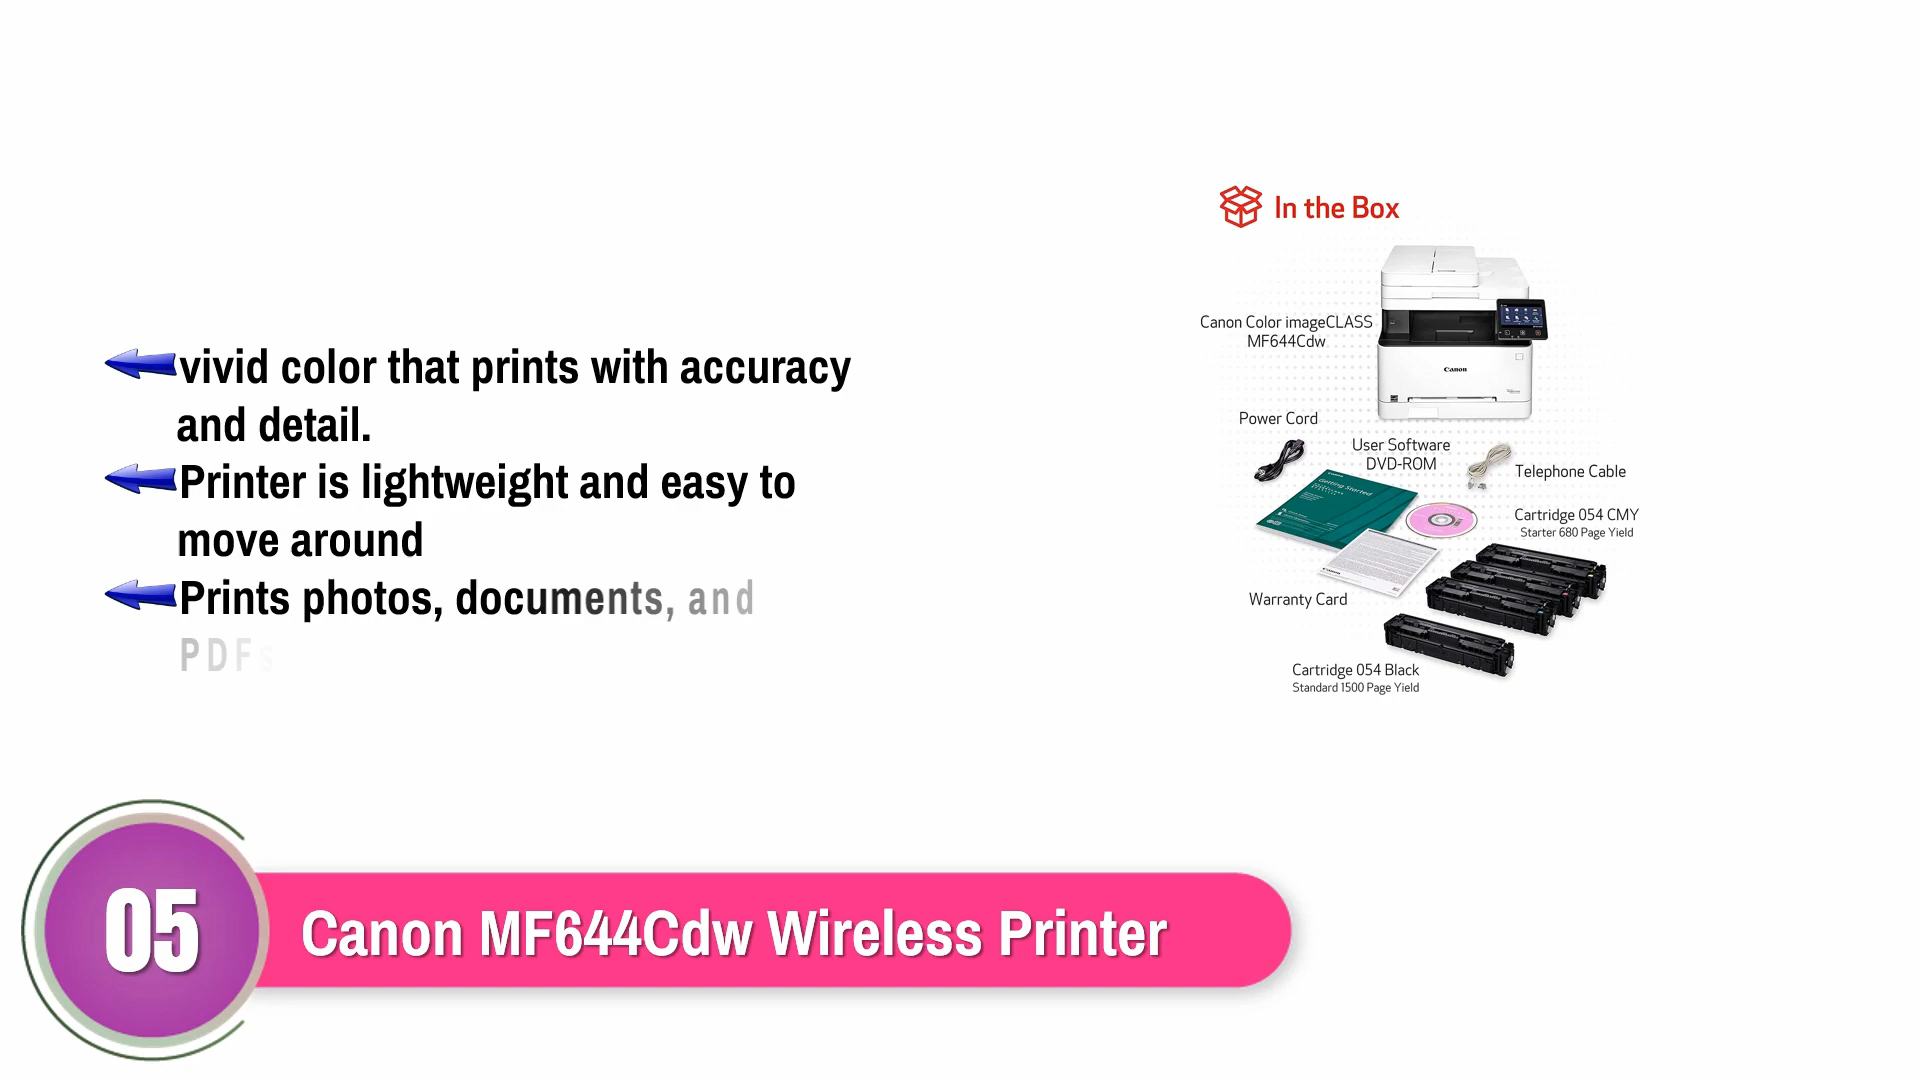 vivid color that prints with accuracy
and detail.
Printer is lightweight and easy to
move around
Prints photos, documents, and
PDFs
In the Box
Canon Color imageCLASS
MF644Cdw
Canon
Power Cord
User Software
DVD-ROM
Telephone Cable
Getting Started
Cartridge 054 CMY
Starter 680 Page Yield
Warranty Card
Cartridge 054 Black
Standard 1500 Page Yield
05
Canon MF644Cdw Wireless Printer